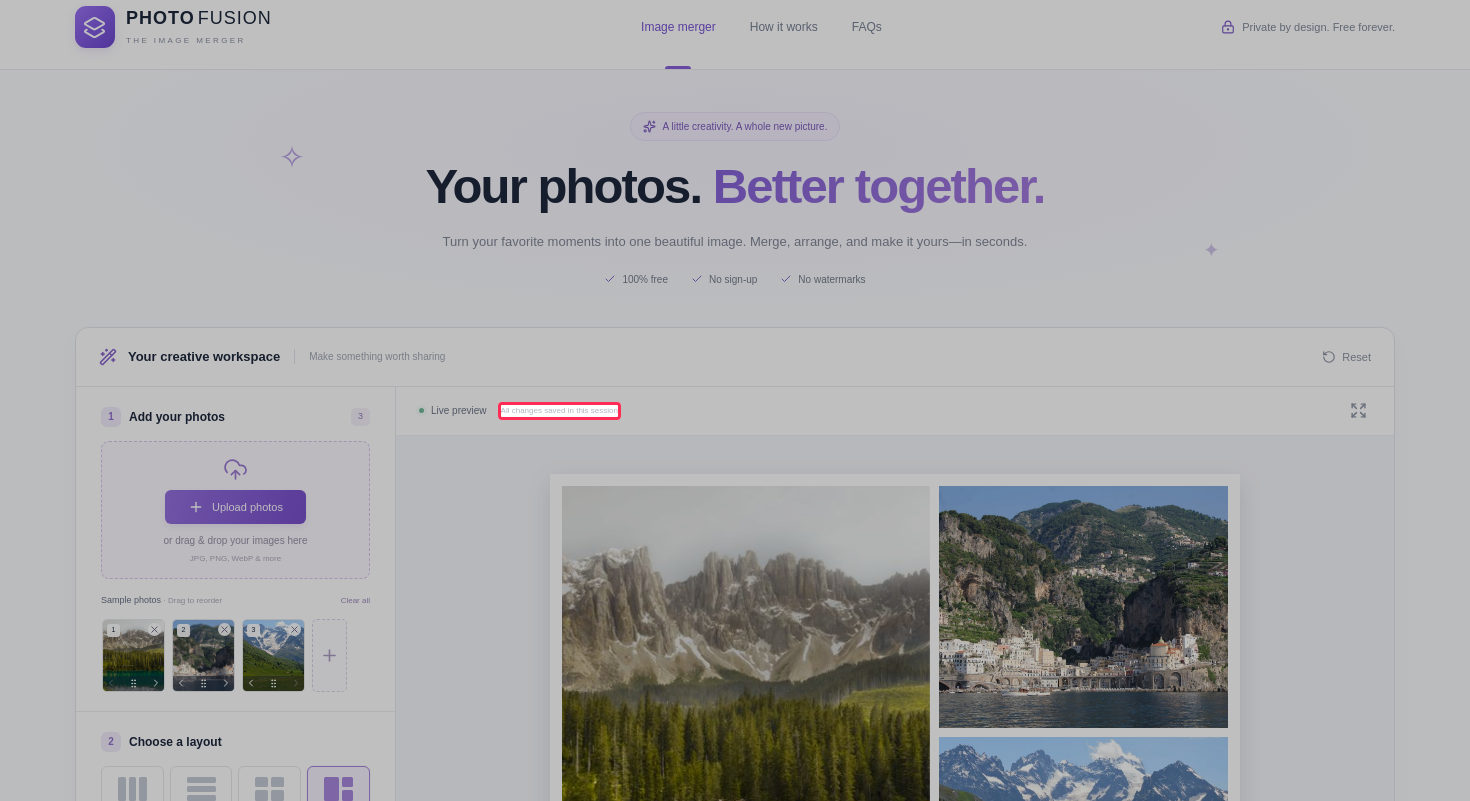 PHOTO FUSION
THE IMAGE MERGER
Image merger
How it works
FAQs
Private by design. Free forever.
A little creativity. A whole new picture.
Your photos. Better together.
Turn your favorite moments into one beautiful image. Merge, arrange, and make it yours—in seconds.
100% free
No sign-up
No watermarks
Your creative workspace
Make something worth sharing
Reset
1 Add your photos 3
Upload photos
or drag & drop your images here
JPG, PNG, WebP & more
Sample photos · Drag to reorder
Clear all
1
2
3
2 Choose a layout
Live preview
All changes saved in this session